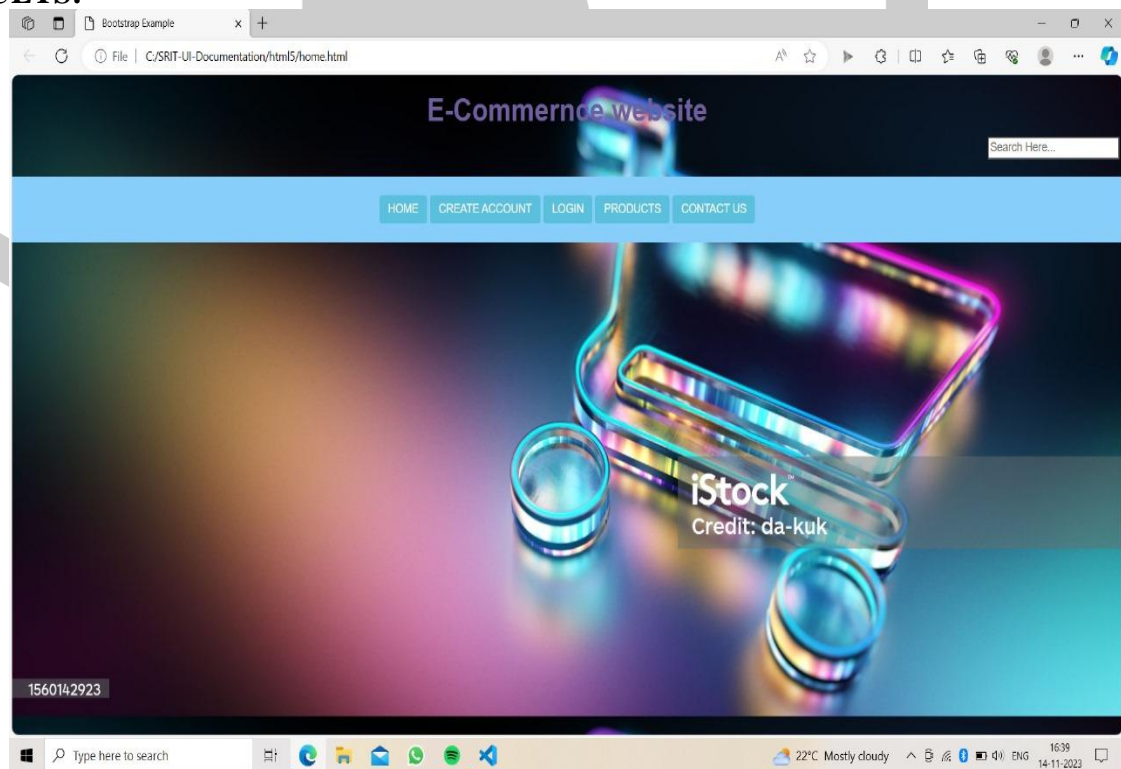 Bootstrap Example
File | C:/SRIT-UI-Documentation/html5/home.html
E-Commernce website
Search Here...
HOME CREATE ACCOUNT LOGIN PRODUCTS CONTACT US
iStock™
Credit: da-kuk
1560142923
Type here to search
22°C Mostly cloudy ENG 16:39
14-11-2023